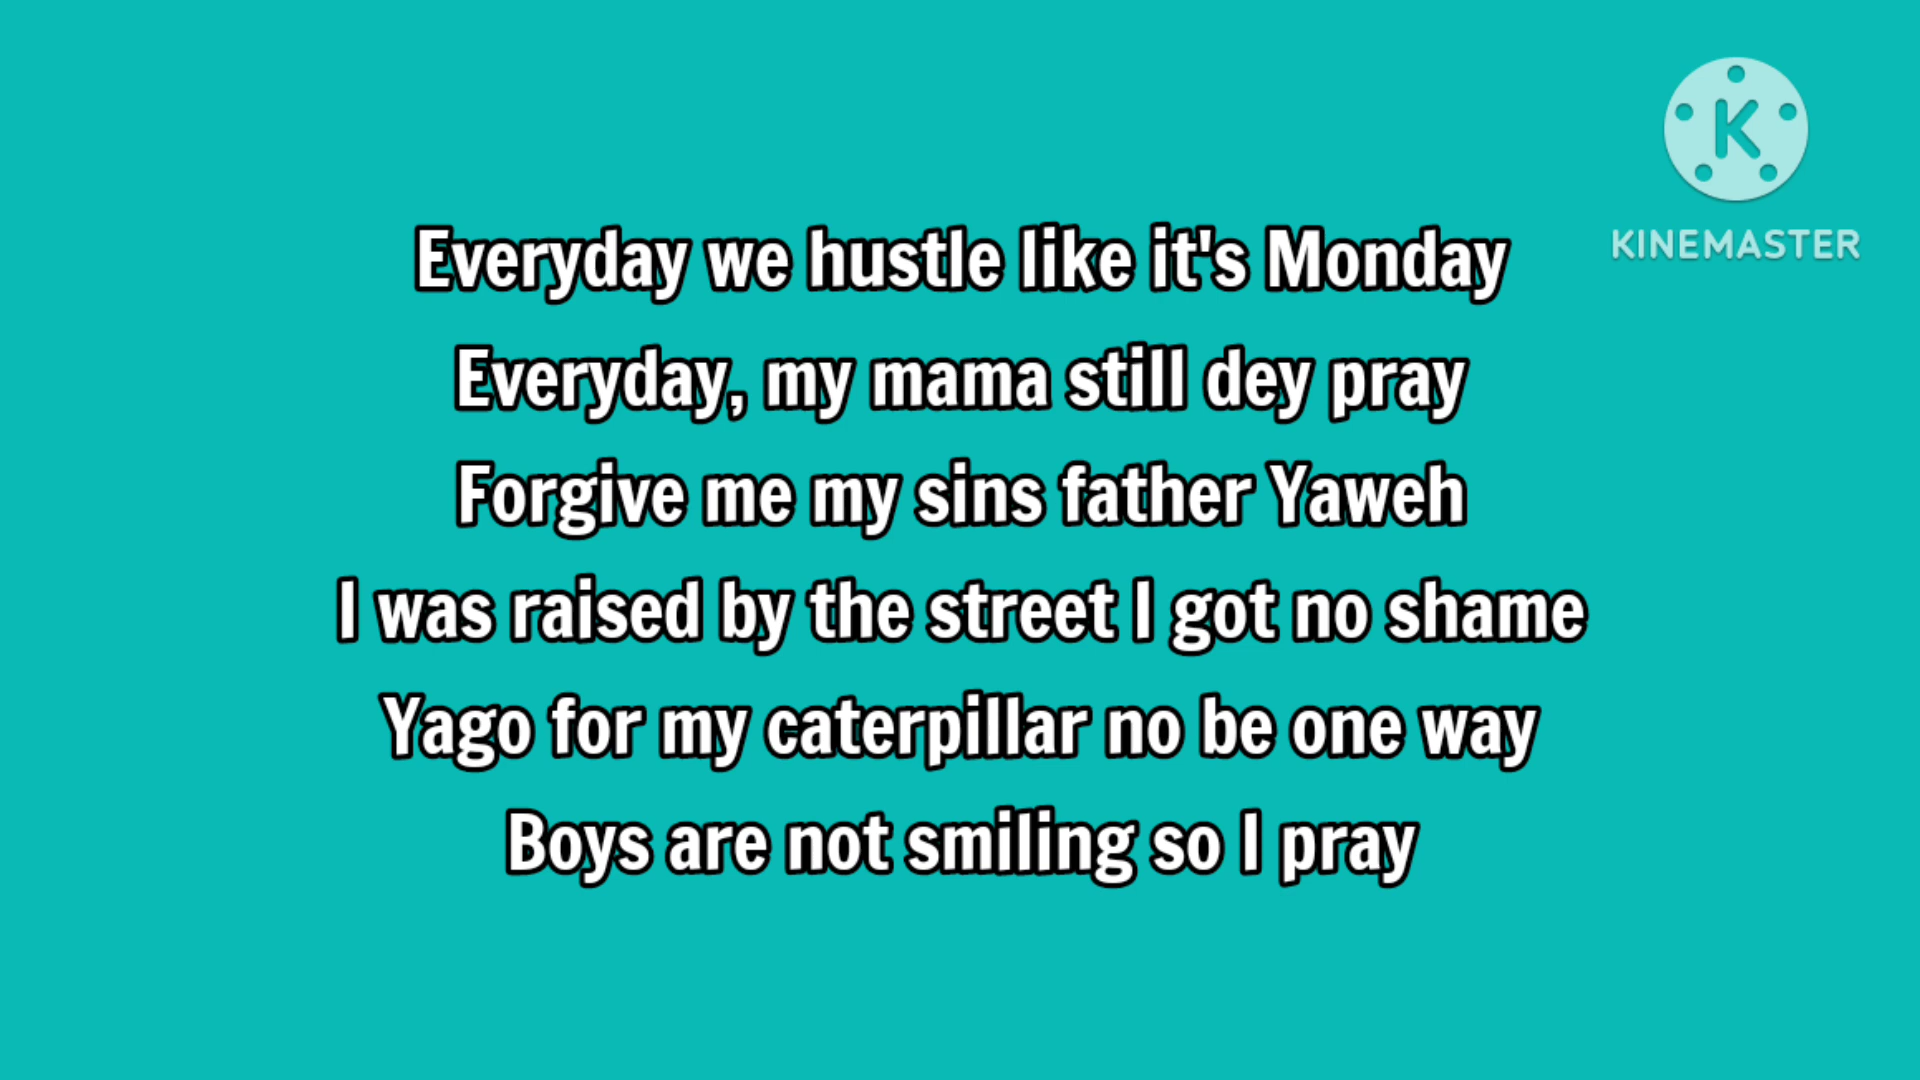 KINEMASTER
Everyday we hustle like it's Monday
Everyday, my mama still dey pray
Forgive me my sins father Yaweh
I was raised by the street I got no shame
Yago for my caterpillar no be one way
Boys are not smiling so I pray